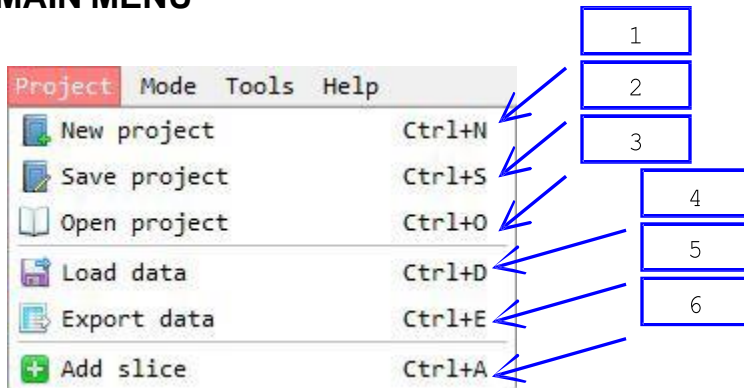 MAIN MENU
1
Project Mode Tools Help
2
New project Ctrl+N
3
Save project Ctrl+S
4
Open project Ctrl+O
5
Load data Ctrl+D
6
Export data Ctrl+E
Add slice Ctrl+A